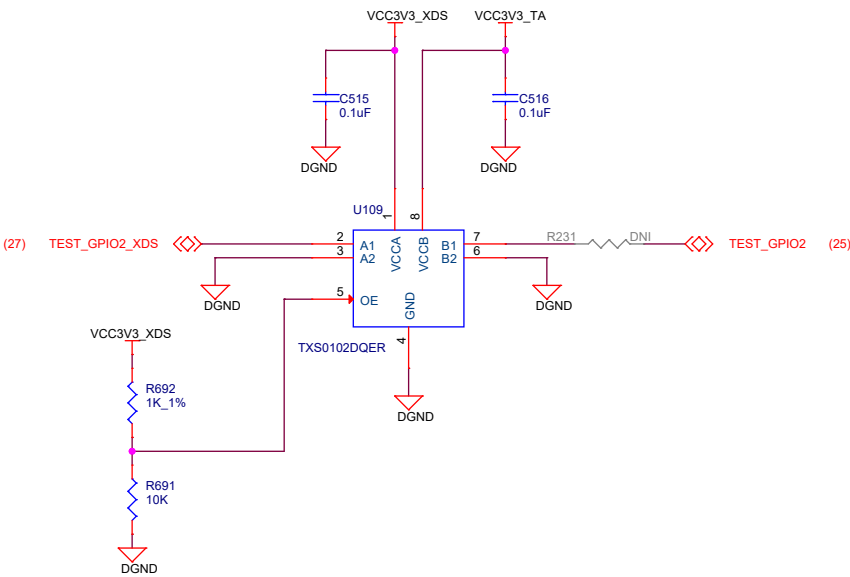 VCC3V3_XDS VCC3V3_TA
C515
0.1uF
C516
0.1uF
DGND DGND
U109
1 8
(27) TEST_GPIO2_XDS 2 A1 VCCA VCCB B1 7 R231 DNI TEST_GPIO2 (25)
3 A2 B2 6
DGND DGND
5 OE GND
VCC3V3_XDS
TXS0102DQER 4
R692
1K_1%
DGND
R691
10K
DGND